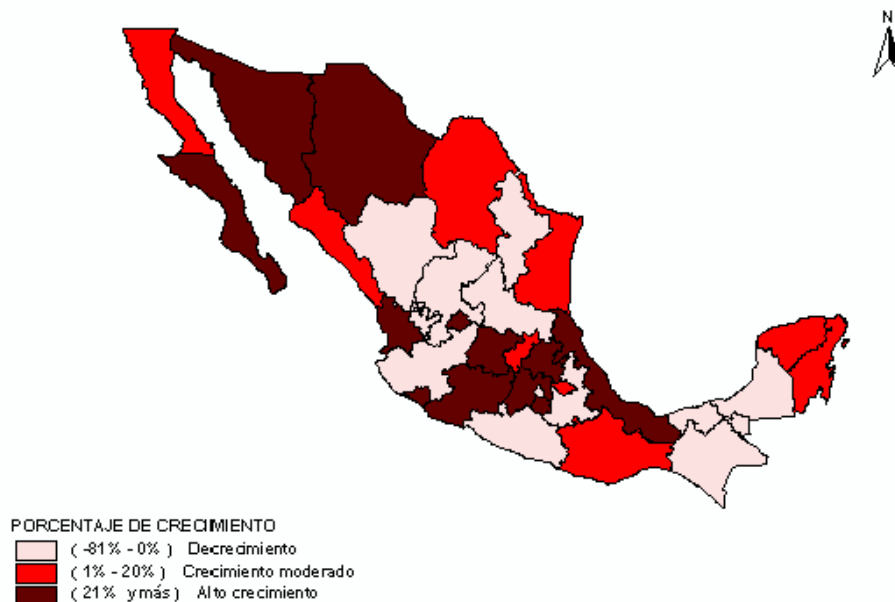 N
PORCENTAJE DE CRECIMIENTO
( -81% - 0% ) Decrecimiento
( 1% - 20% ) Crecimiento moderado
( 21% y más ) Alto crecimiento